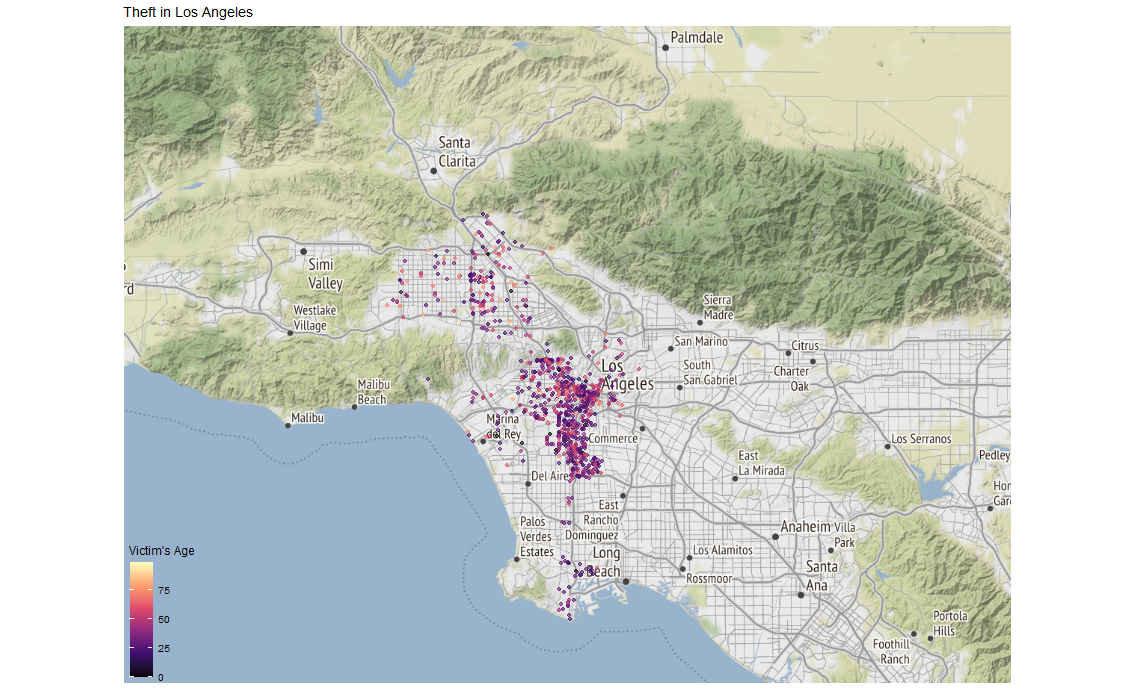 Theft in Los Angeles
Palmdale
Santa
Clarita
Simi
Valley
rd
Westlake
Village
Sierra
Madre
San Marino
Citrus
Los
Angeles
South
San Gabriel
Charter
Oak
Malibu
Beach
Malibu
Marina
del Rey
Commerce
Los Serranos
East
La Mirada
Pedley
Del Aire
Hor
Gard
East
Rancho
Dominguez
Palos
Verdes
Estates
Anaheim
Villa
Park
Long
Beach
Los Alamitos
Rossmoor
Santa
Ana
Victim's Age
75
50
25
0
Portola
Hills
Foothill
Ranch